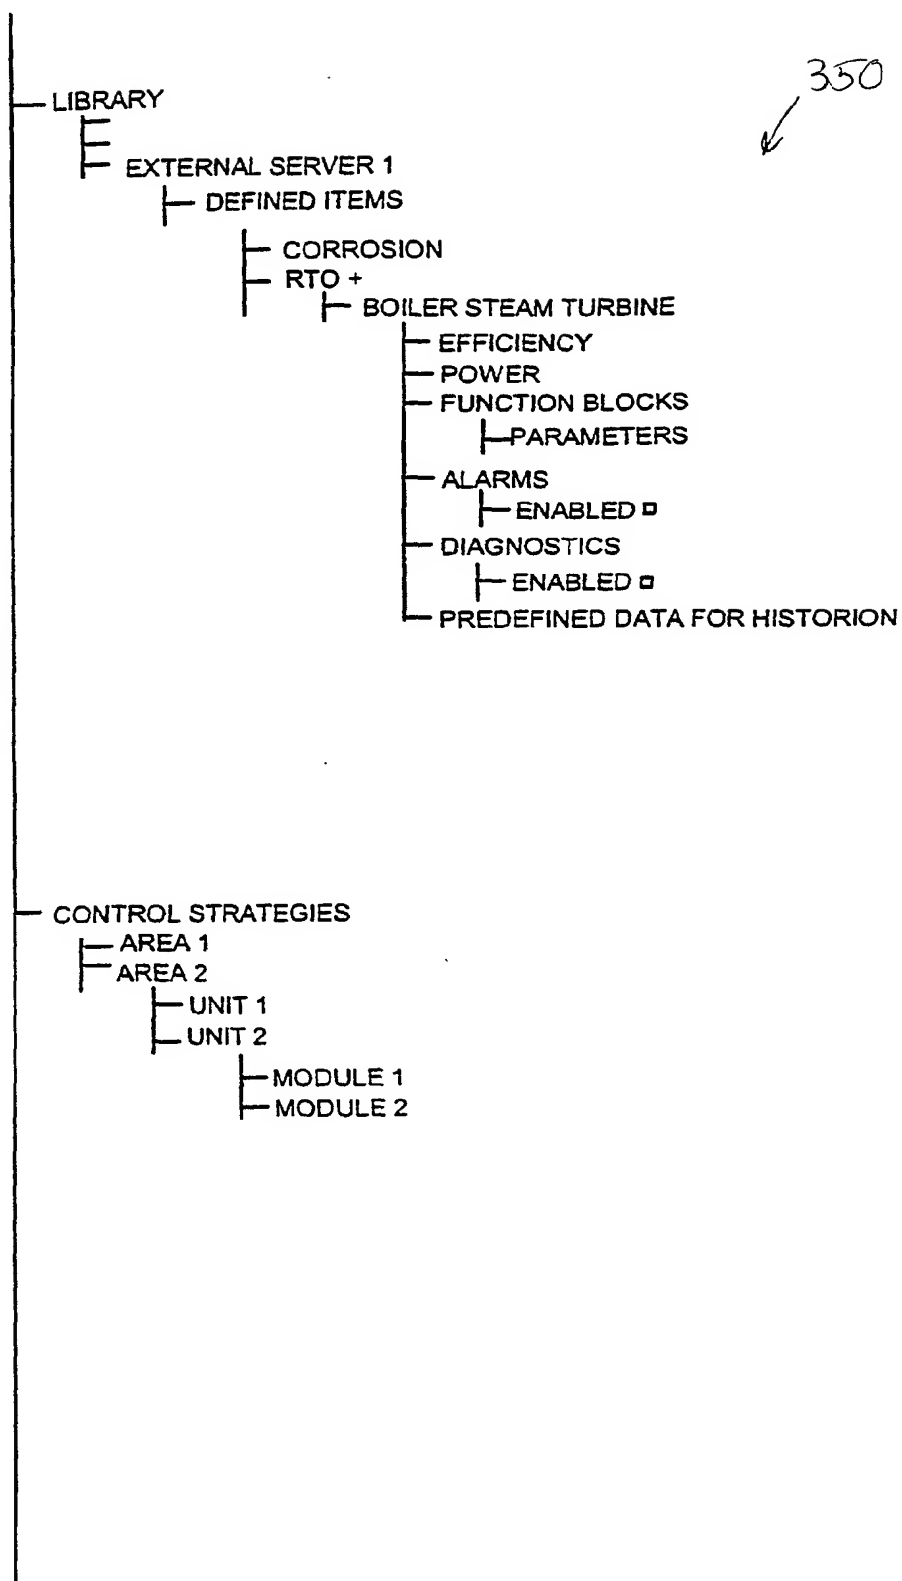 350
LIBRARY
EXTERNAL SERVER 1
DEFINED ITEMS
CORROSION
RTO +
BOILER STEAM TURBINE
EFFICIENCY
POWER
FUNCTION BLOCKS
PARAMETERS
ALARMS
ENABLED
DIAGNOSTICS
ENABLED
PREDEFINED DATA FOR HISTORION
CONTROL STRATEGIES
AREA 1
AREA 2
UNIT 1
UNIT 2
MODULE 1
MODULE 2